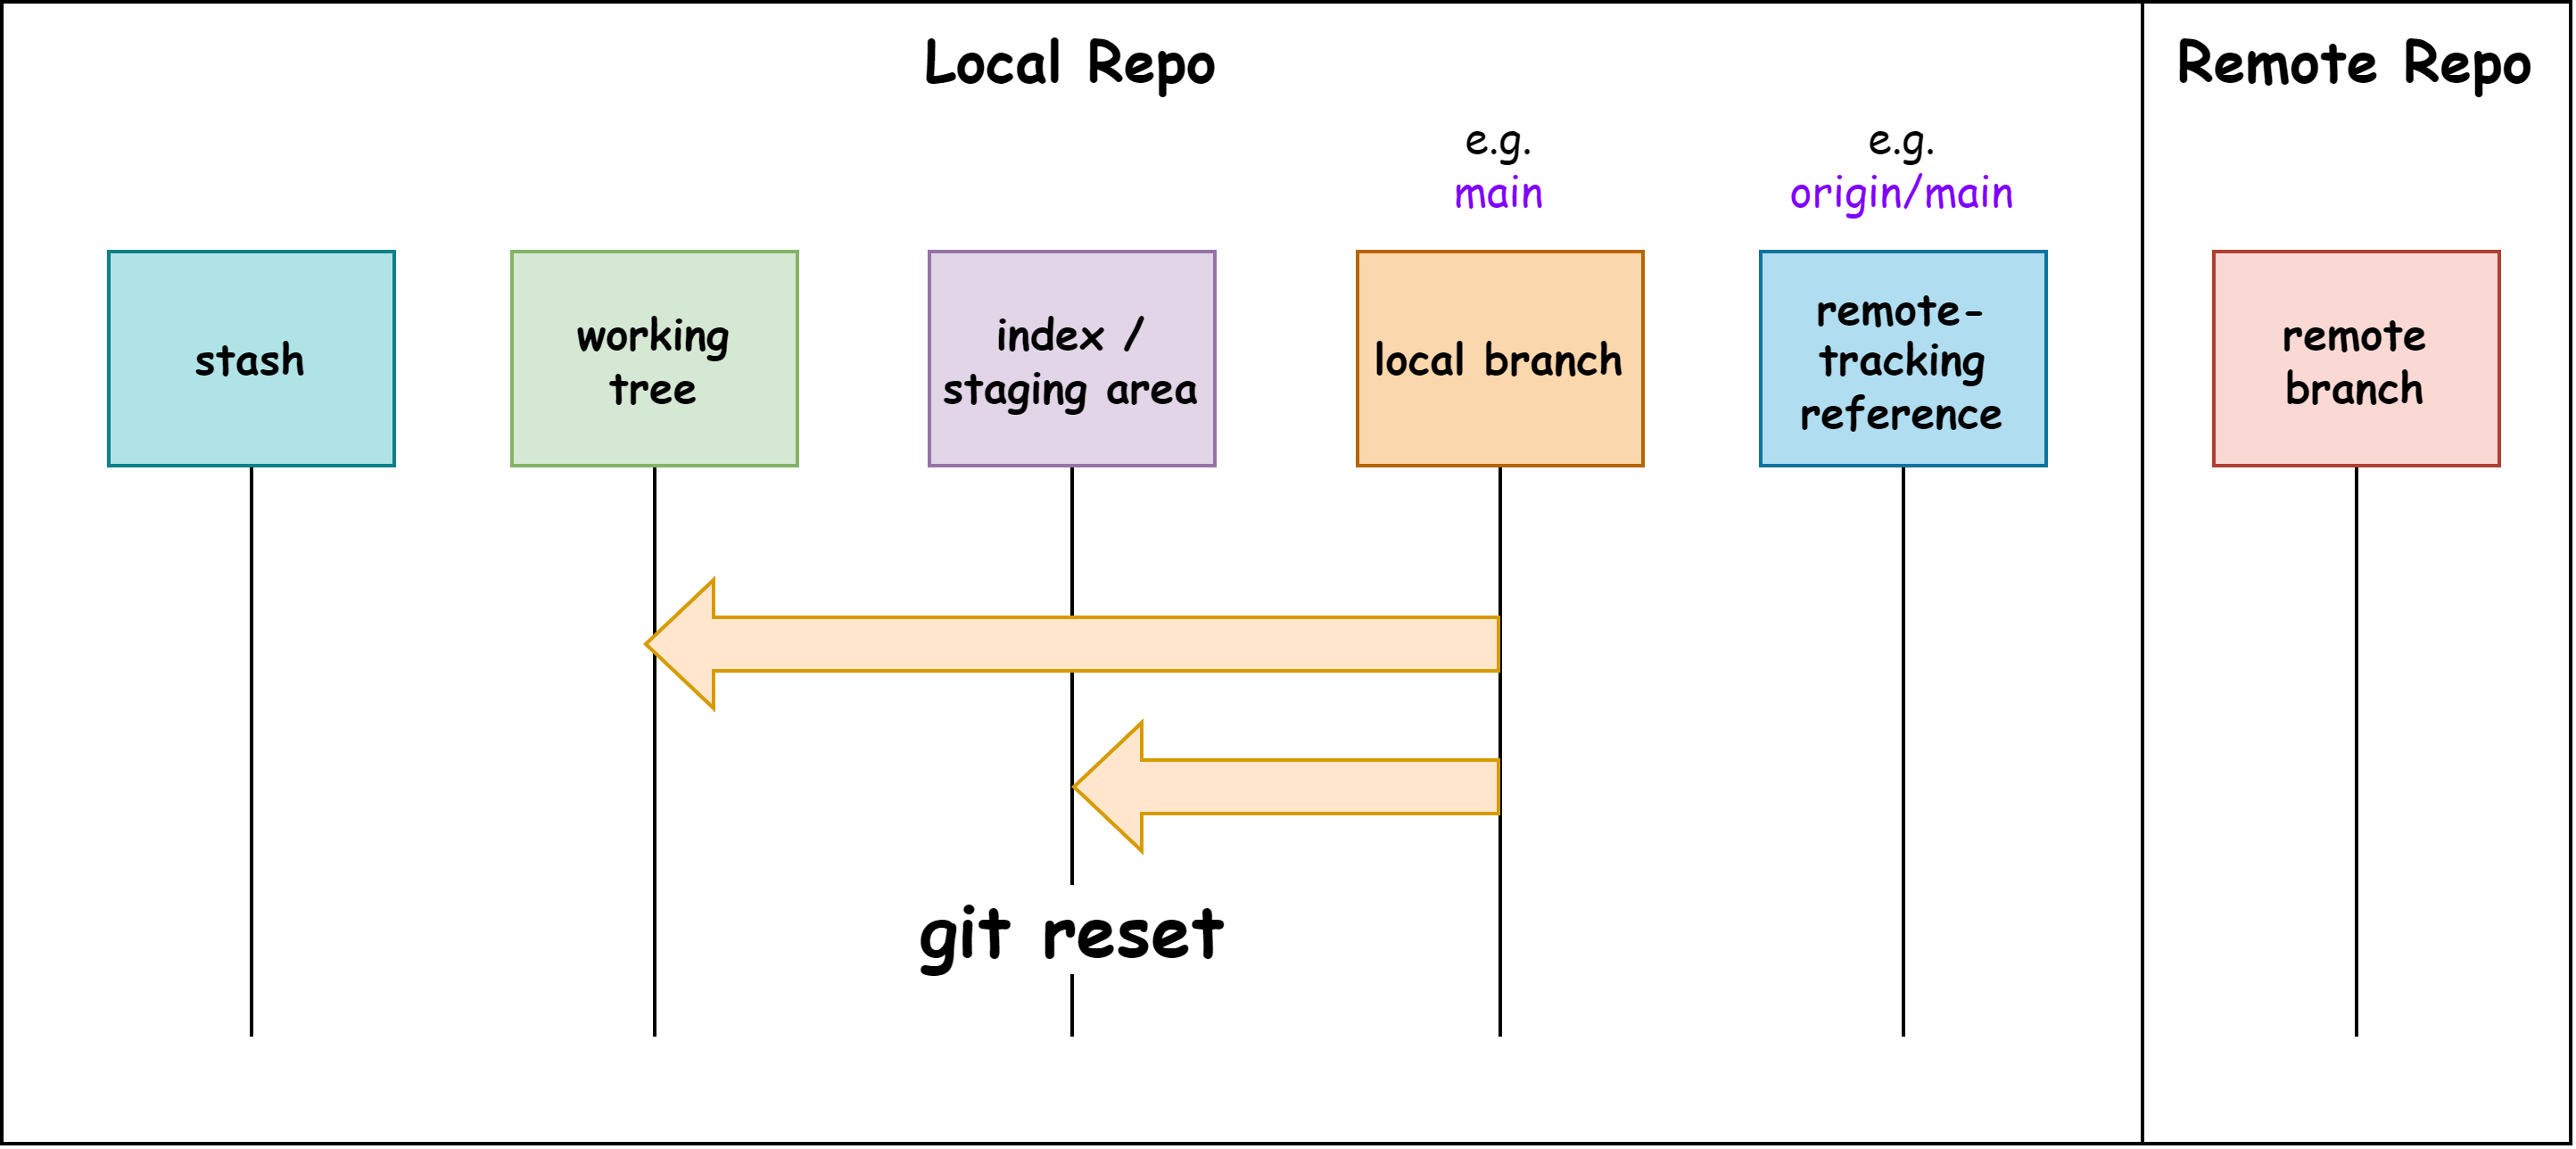 Local Repo
Remote Repo
e.g.
main
e.g.
origin/main
stash
working
tree
index /
staging area
local branch
remote-
tracking
reference
remote
branch
git reset